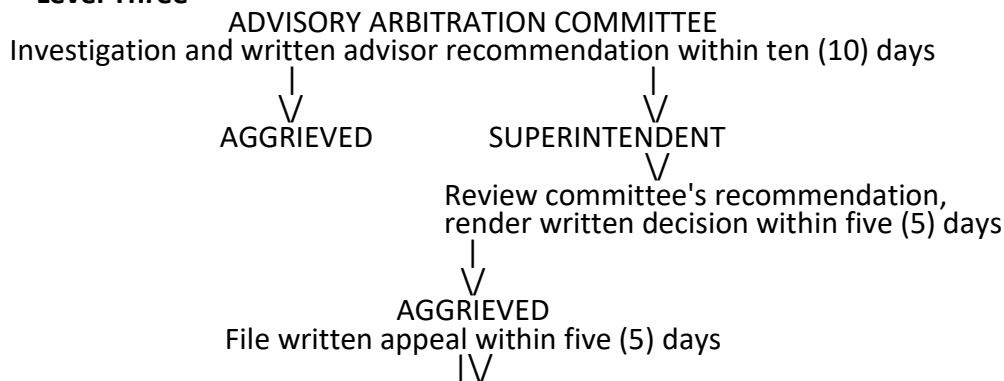 Level Three
ADVISORY ARBITRATION COMMITTEE
Investigation and written advisor recommendation within ten (10) days
| |
\/ \/
AGGRIEVED SUPERINTENDENT
\/
Review committee's recommendation,
render written decision within five (5) days
|
\/
AGGRIEVED
File written appeal within five (5) days
|\/